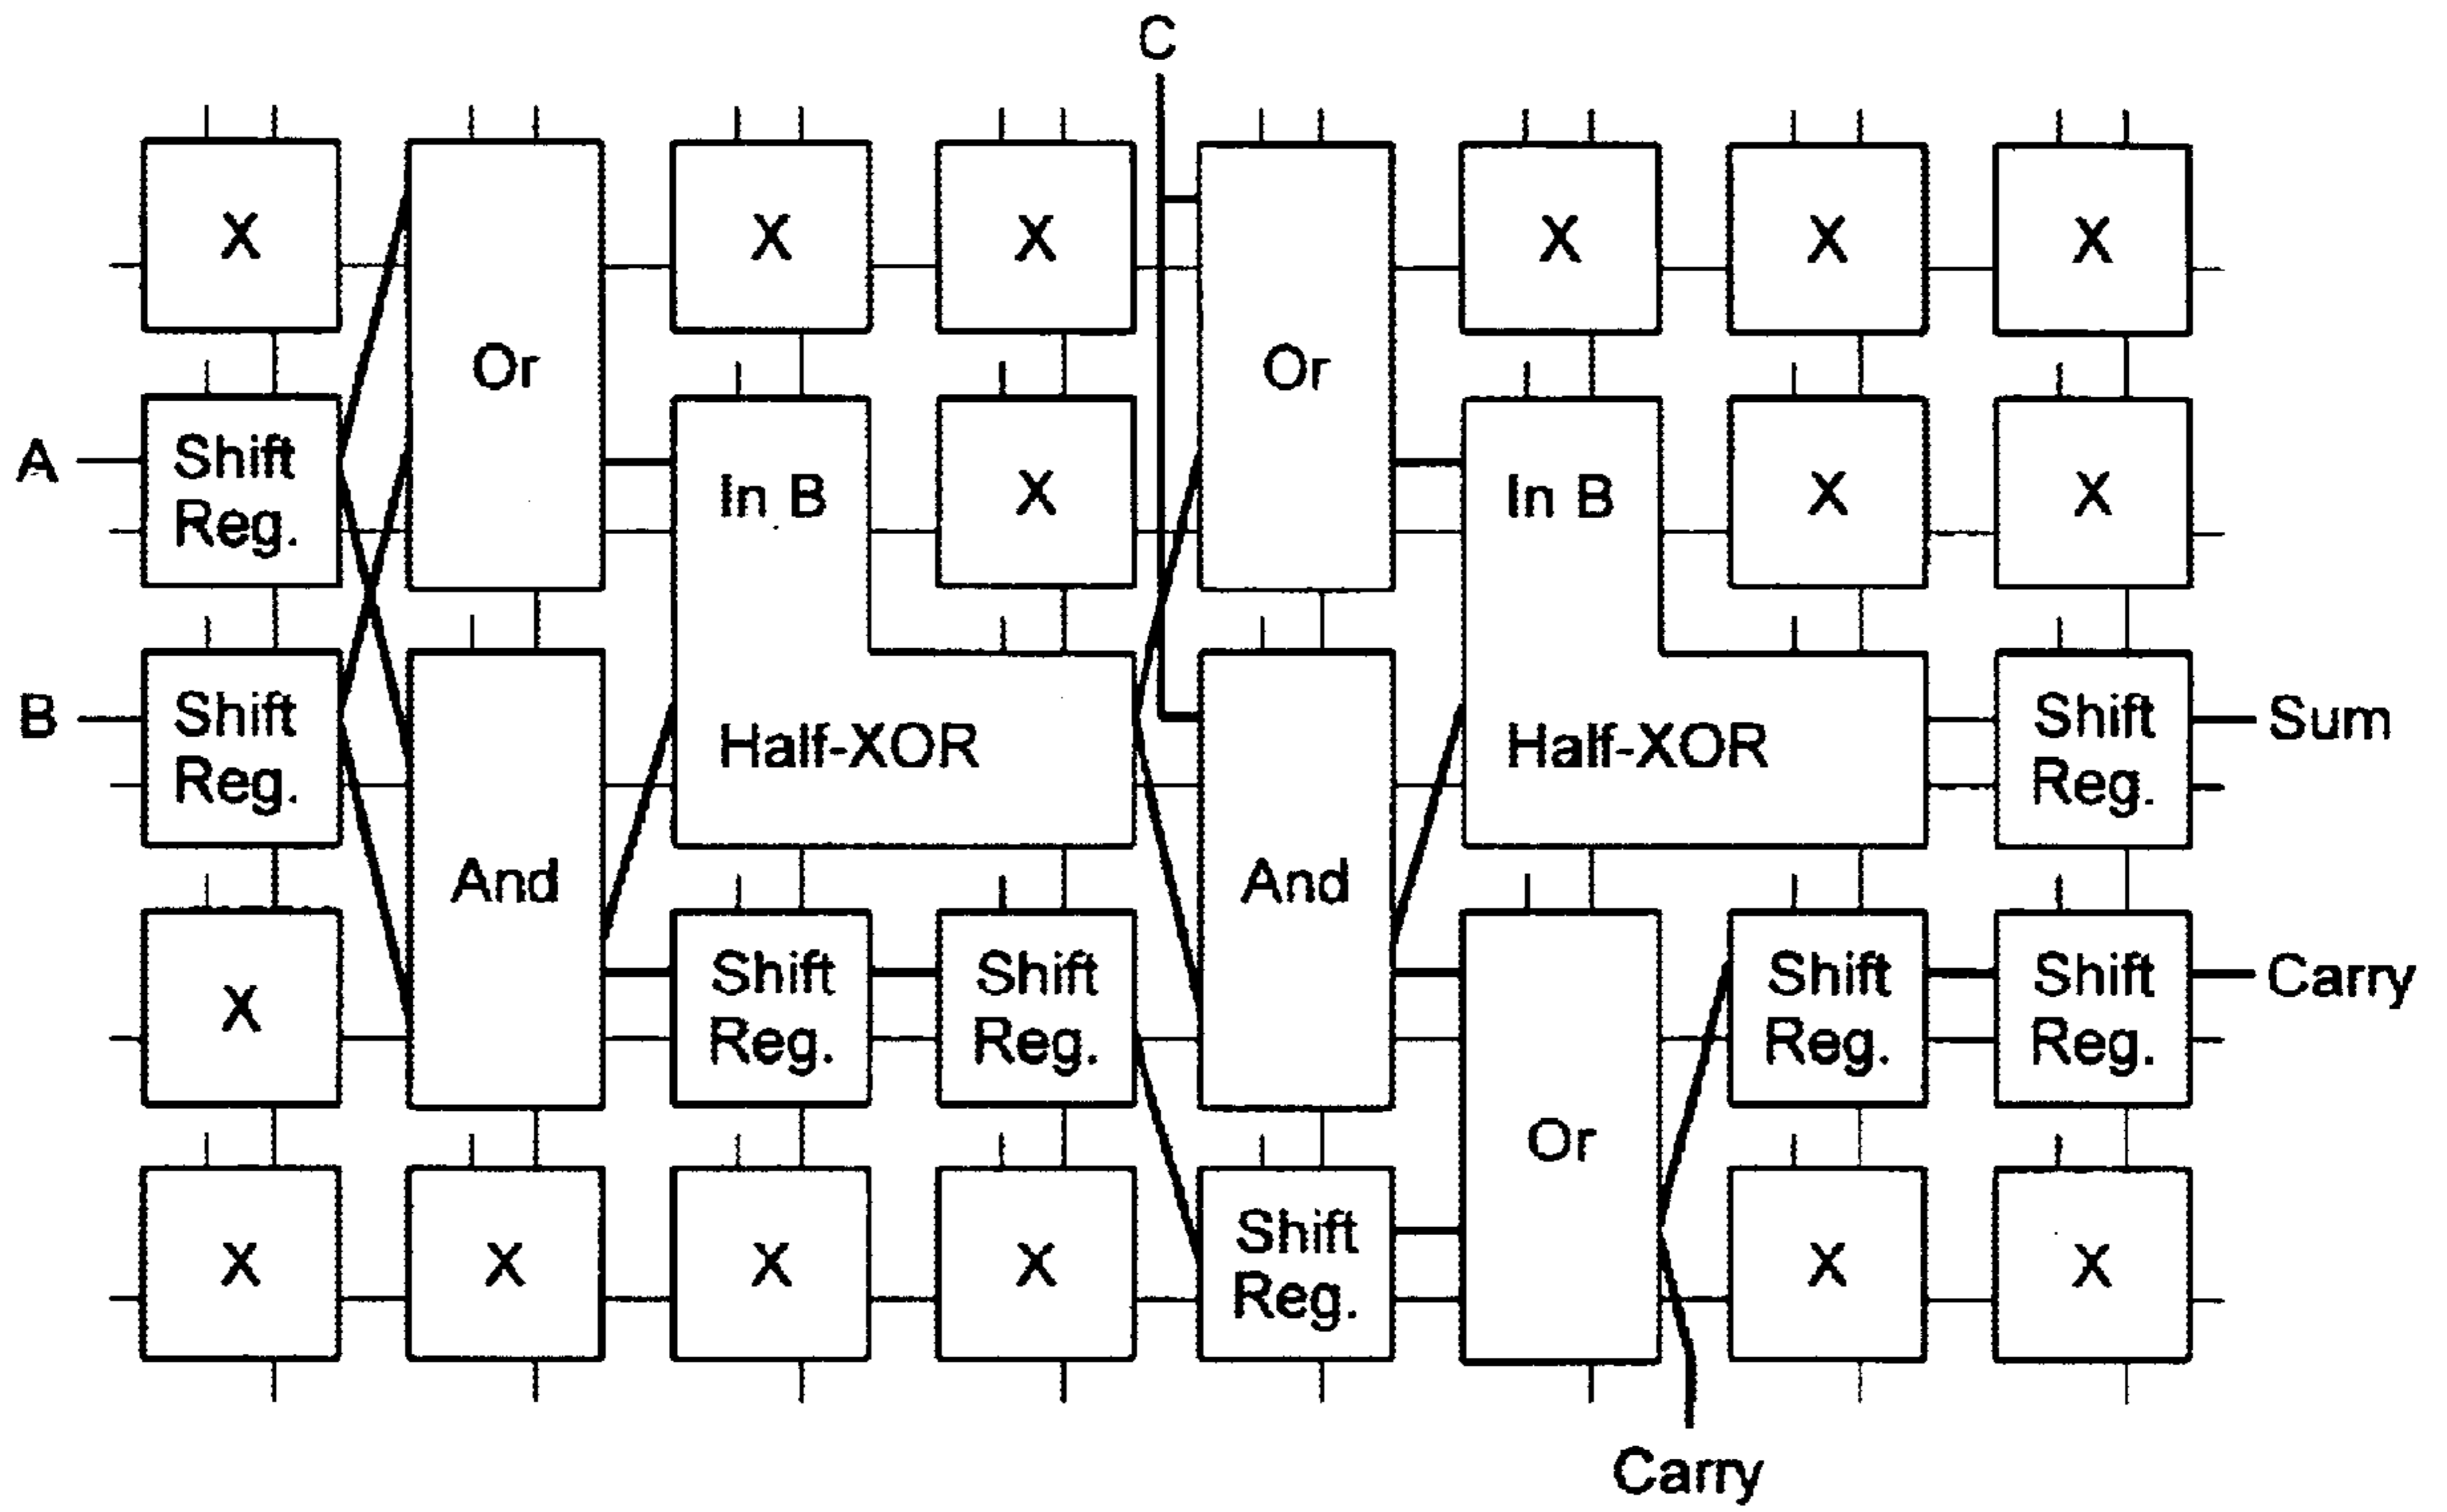 C
X
X
X
X
X
X
Or
Or
A
Shift
Reg.
In B
X
In B
X
X
B
Shift
Reg.
Half-XOR
Half-XOR
Shift
Reg.
Sum
And
And
X
Shift
Reg.
Shift
Reg.
Shift
Reg.
Shift
Reg.
Carry
Or
X
X
X
X
Shift
Reg.
X
X
Carry